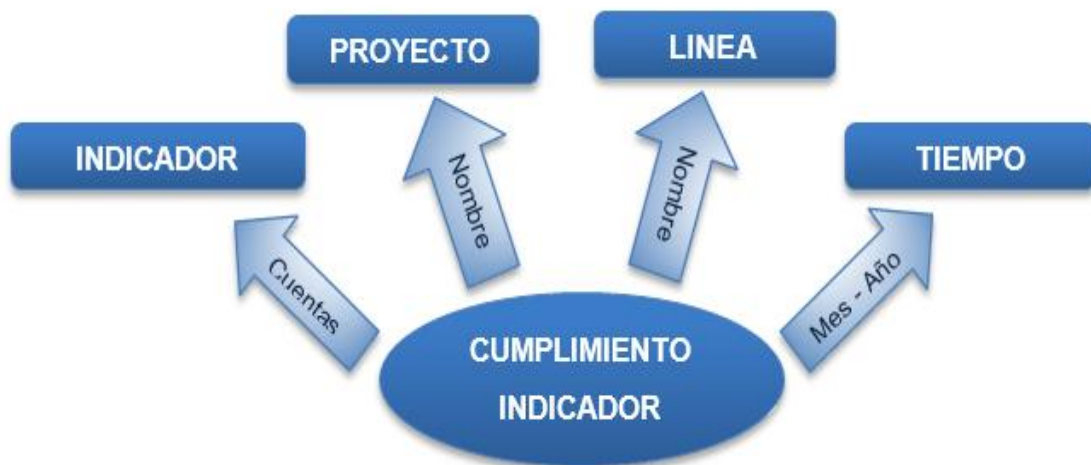 PROYECTO
LINEA
INDICADOR
TIEMPO
Nombre
Nombre
Cuentas
Mes - Año
CUMPLIMIENTO
INDICADOR